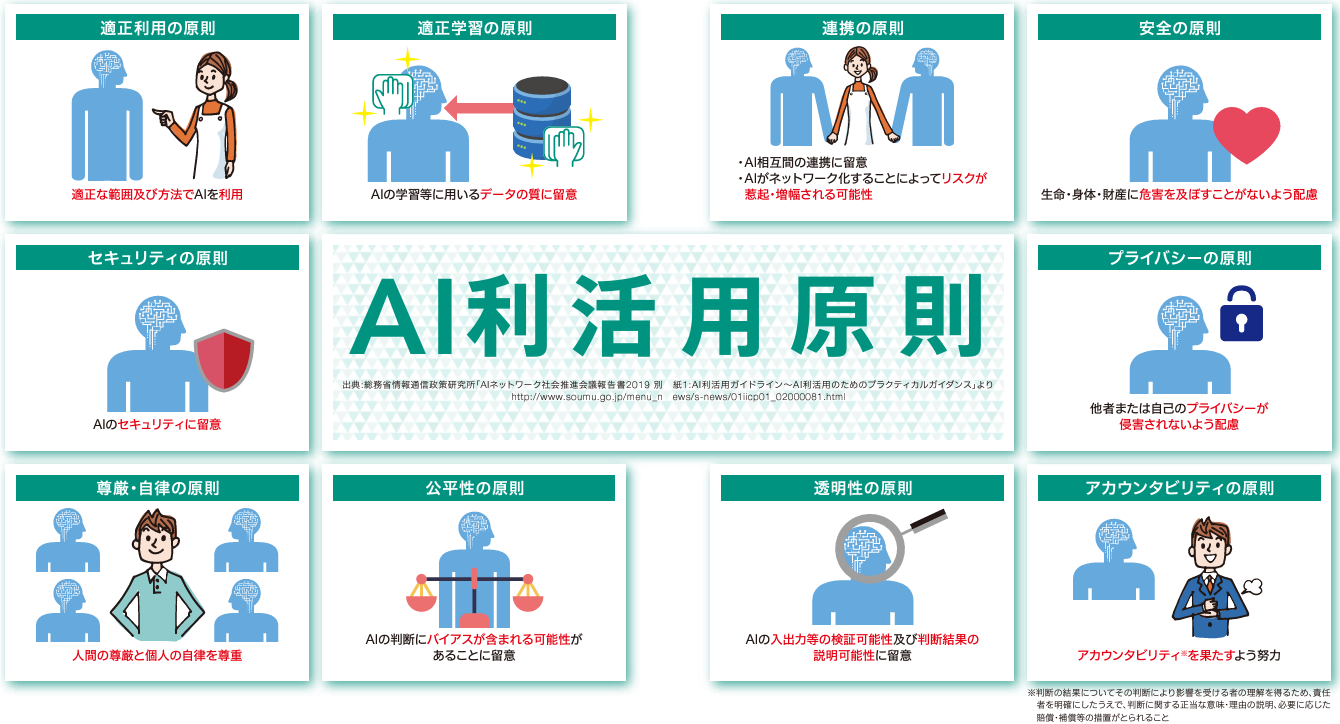 適正利用の原則
適正な範囲及び方法でAIを利用
適正学習の原則
AIの学習等に用いるデータの質に留意
連携の原則
・AI相互間の連携に留意
・AIがネットワーク化することによってリスクが
惹起・増幅される可能性
安全の原則
生命・身体・財産に危害を及ぼすことがないよう配慮
セキュリティの原則
AIのセキュリティに留意
AI利活用原則
出典：総務省情報通信政策研究所「AIネットワーク社会推進会議報告書2019 別　紙1：AI利活用ガイドライン～AI利活用のためのプラクティカルガイダンス」より
http://www.soumu.go.jp/menu_n　ews/s-news/01iicp01_02000081.html
プライバシーの原則
他者または自己のプライバシーが
侵害されないよう配慮
尊厳・自律の原則
人間の尊厳と個人の自律を尊重
公平性の原則
AIの判断にバイアスが含まれる可能性が
あることに留意
透明性の原則
AIの入出力等の検証可能性及び判断結果の
説明可能性に留意
アカウンタビリティの原則
アカウンタビリティ※を果たすよう努力
※判断の結果についてその判断により影響を受ける者の理解を得るため、責任
者を明確にしたうえで、判断に関する正当な意味・理由の説明、必要に応じた
賠償・補償等の措置がとられること